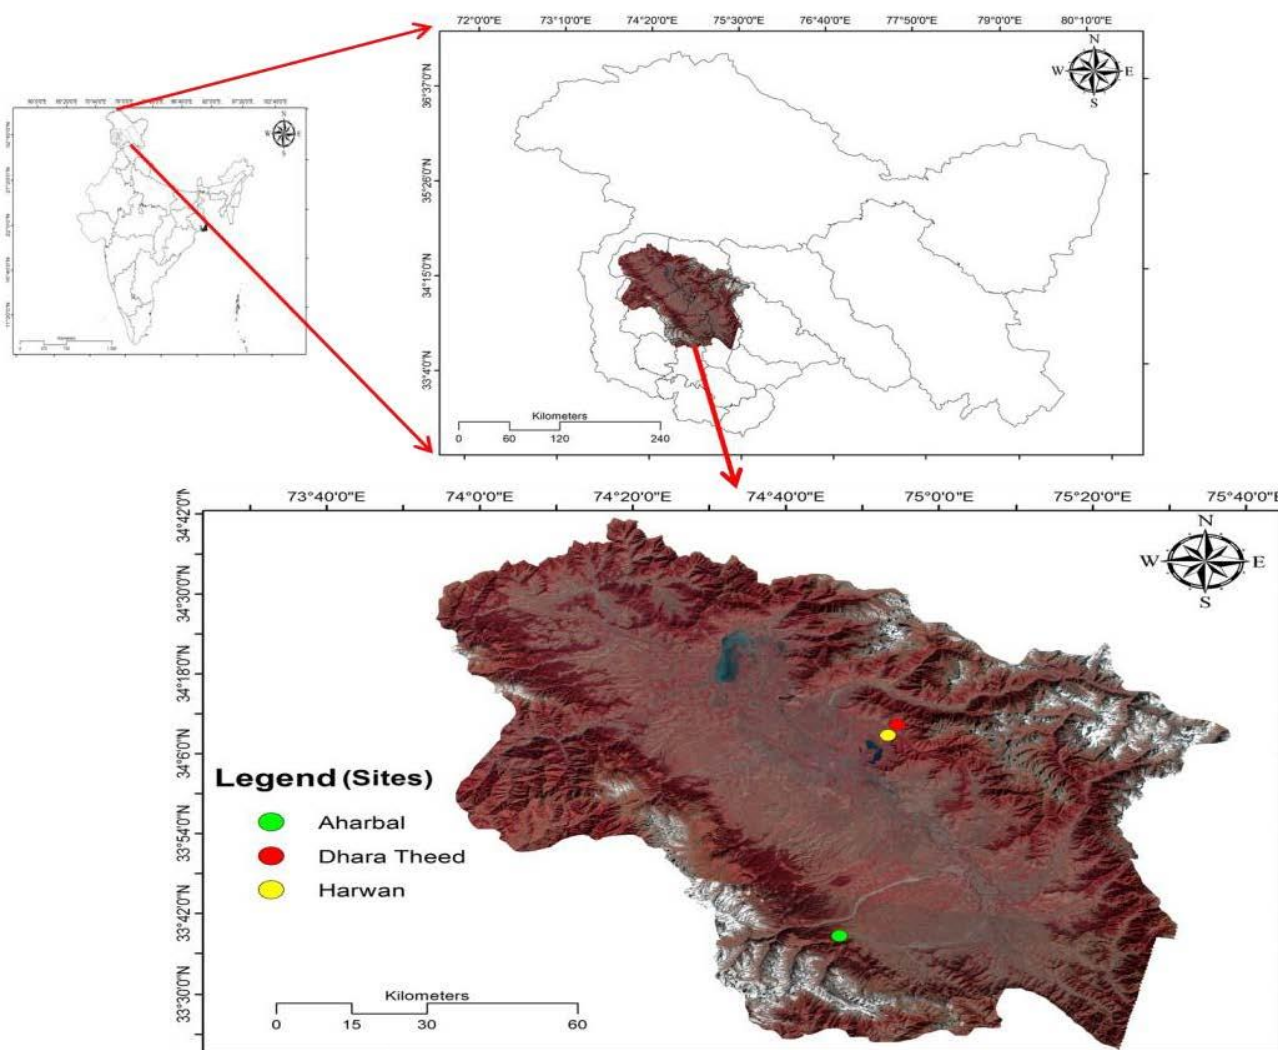 72°0'0"E 73°10'0"E 74°20'0"E 75°30'0"E 76°40'0"E 77°50'0"E 79°0'0"E 80°10'0"E
N
W E
S
36°37'0"N
35°26'0"N
34°15'0"N
33°4'0"N
Kilometers
0 60 120 240
N
W E
S
73°40'0"E 74°0'0"E 74°20'0"E 74°40'0"E 75°0'0"E 75°20'0"E 75°40'0"E
34°42'0"N
34°30'0"N
34°18'0"N
34°6'0"N
33°54'0"N
33°42'0"N
33°30'0"N
N
W E
S
Legend (Sites)
Aharbal
Dhara Theed
Harwan
Kilometers
0 15 30 60